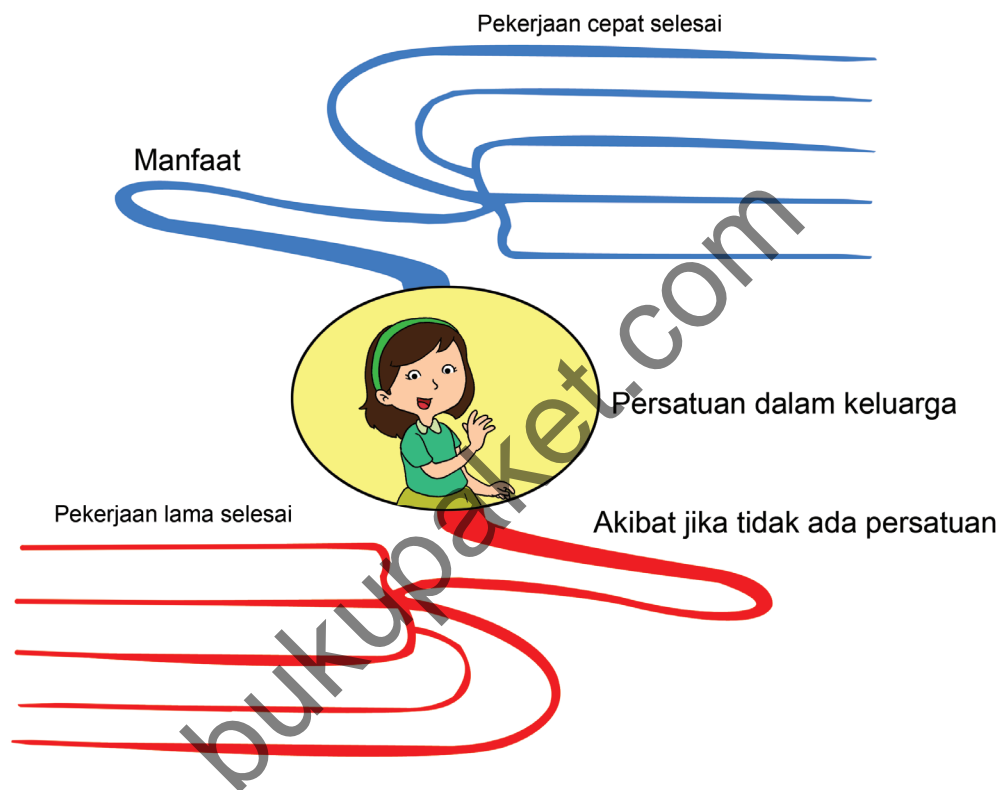 Pekerjaan cepat selesai
Manfaat
Persatuan dalam keluarga
Pekerjaan lama selesai
Akibat jika tidak ada persatuan
bukupaket.com